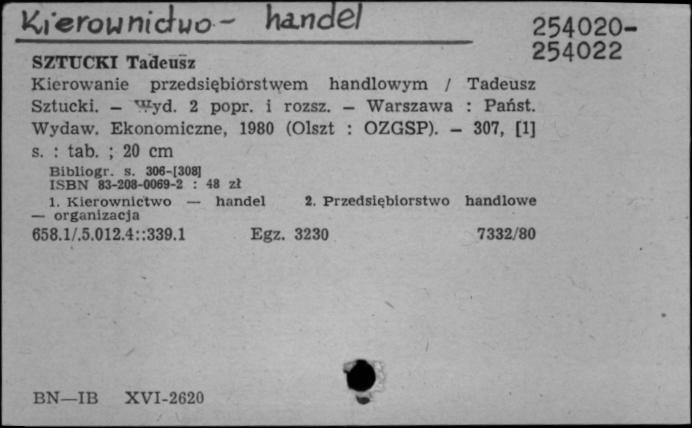 Kierownictwo - handel
254020-
254022
SZTUCKI Tadeusz
Kierowanie przedsiębiorstwem handlowym / Tadeusz
Sztucki. — Wyd. 2 popr. i rozsz. — Warszawa : Państ.
Wydaw. Ekonomiczne, 1980 (Olszt : OZGSP). — 307, [1]
s. : tab. ; 20 cm
Bibliogr. s. 306-[308]
ISBN 83-208-0069-2 : 48 zł
1. Kierownictwo — handel 2. Przedsiębiorstwo handlowe
— organizacja
658.1/.5.012.4::339.1 Egz. 3230 7332/80
BN—IB XVI-2620